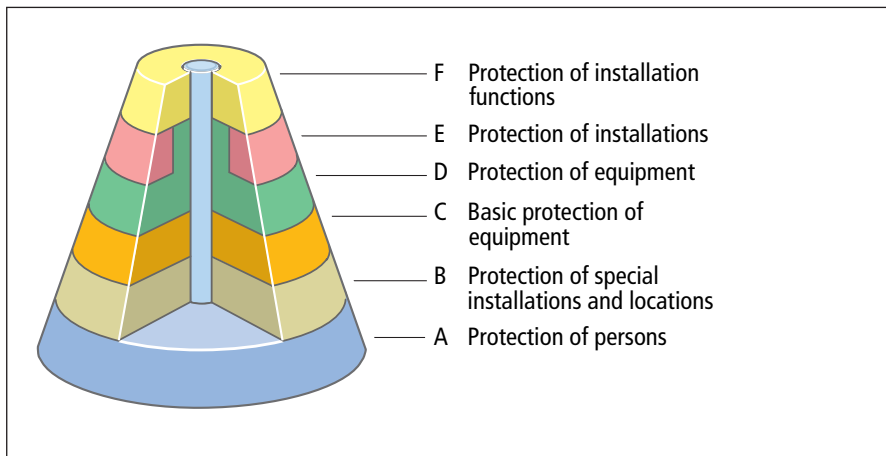 F Protection of installation
functions
E Protection of installations
D Protection of equipment
C Basic protection of
equipment
B Protection of special
installations and locations
A Protection of persons